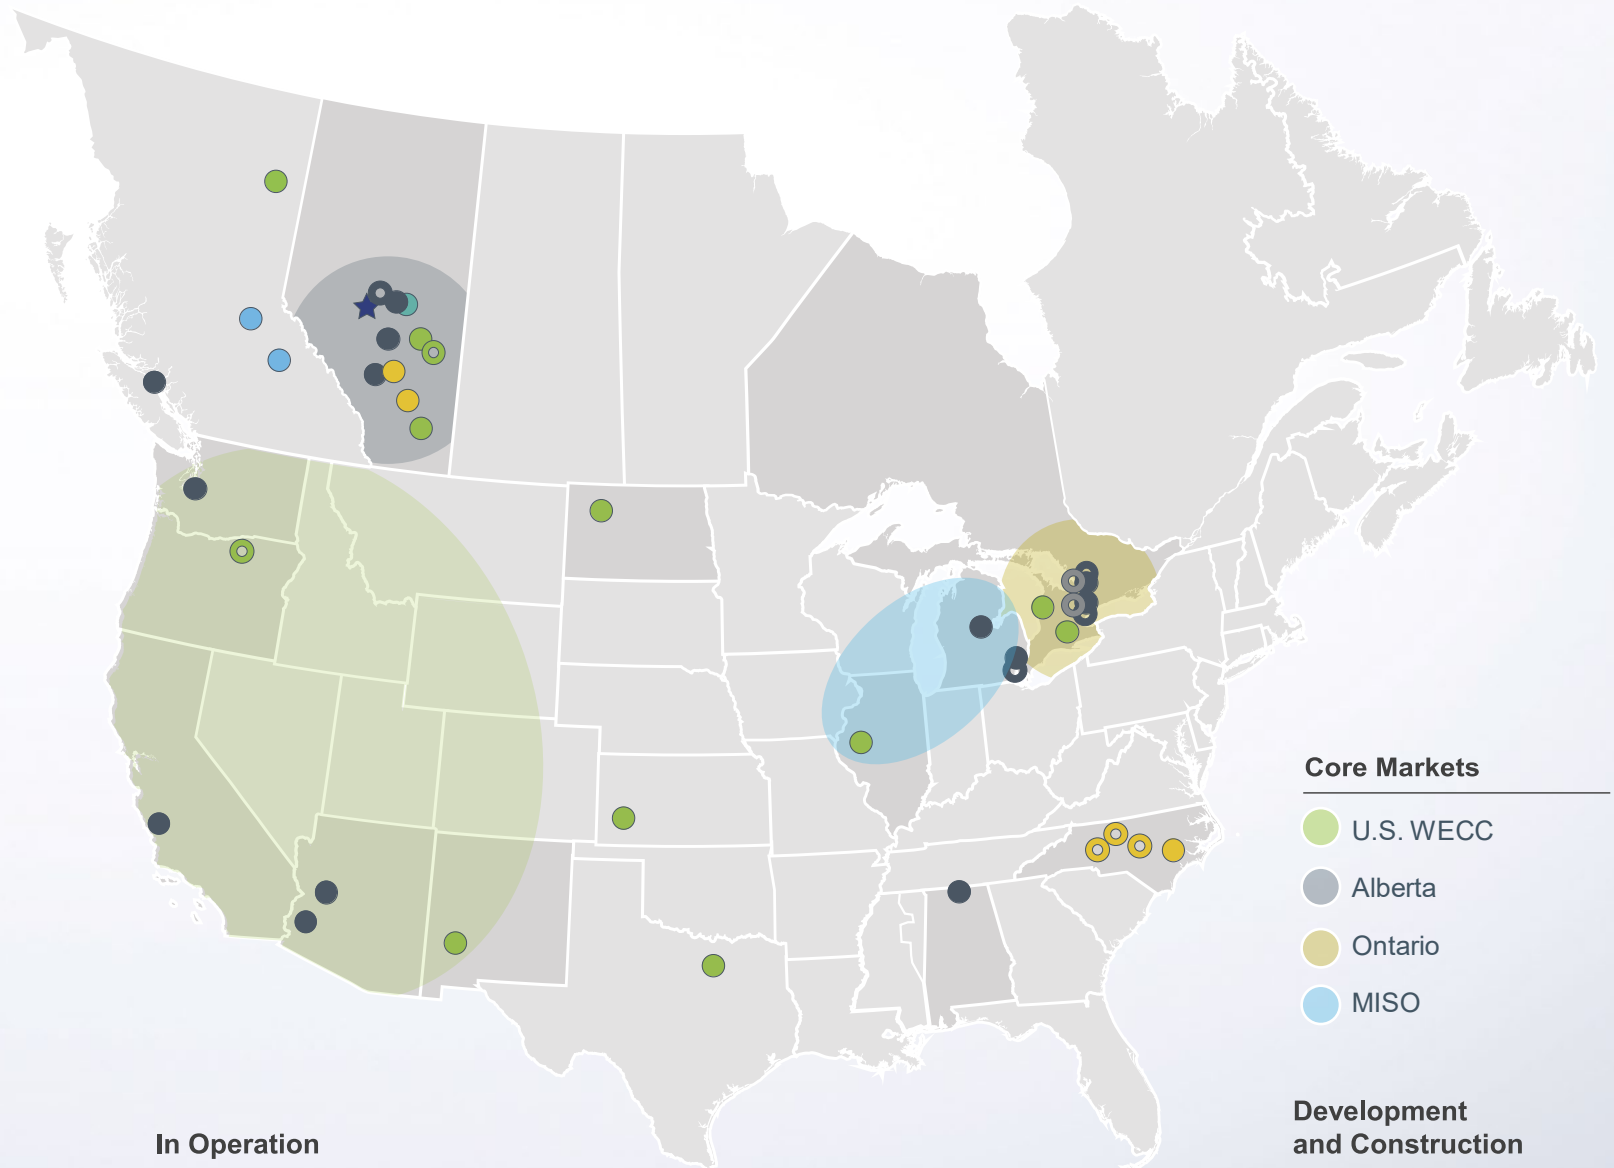 Core Markets
U.S. WECC
Alberta
Ontario
MISO
In Operation
Development
and Construction